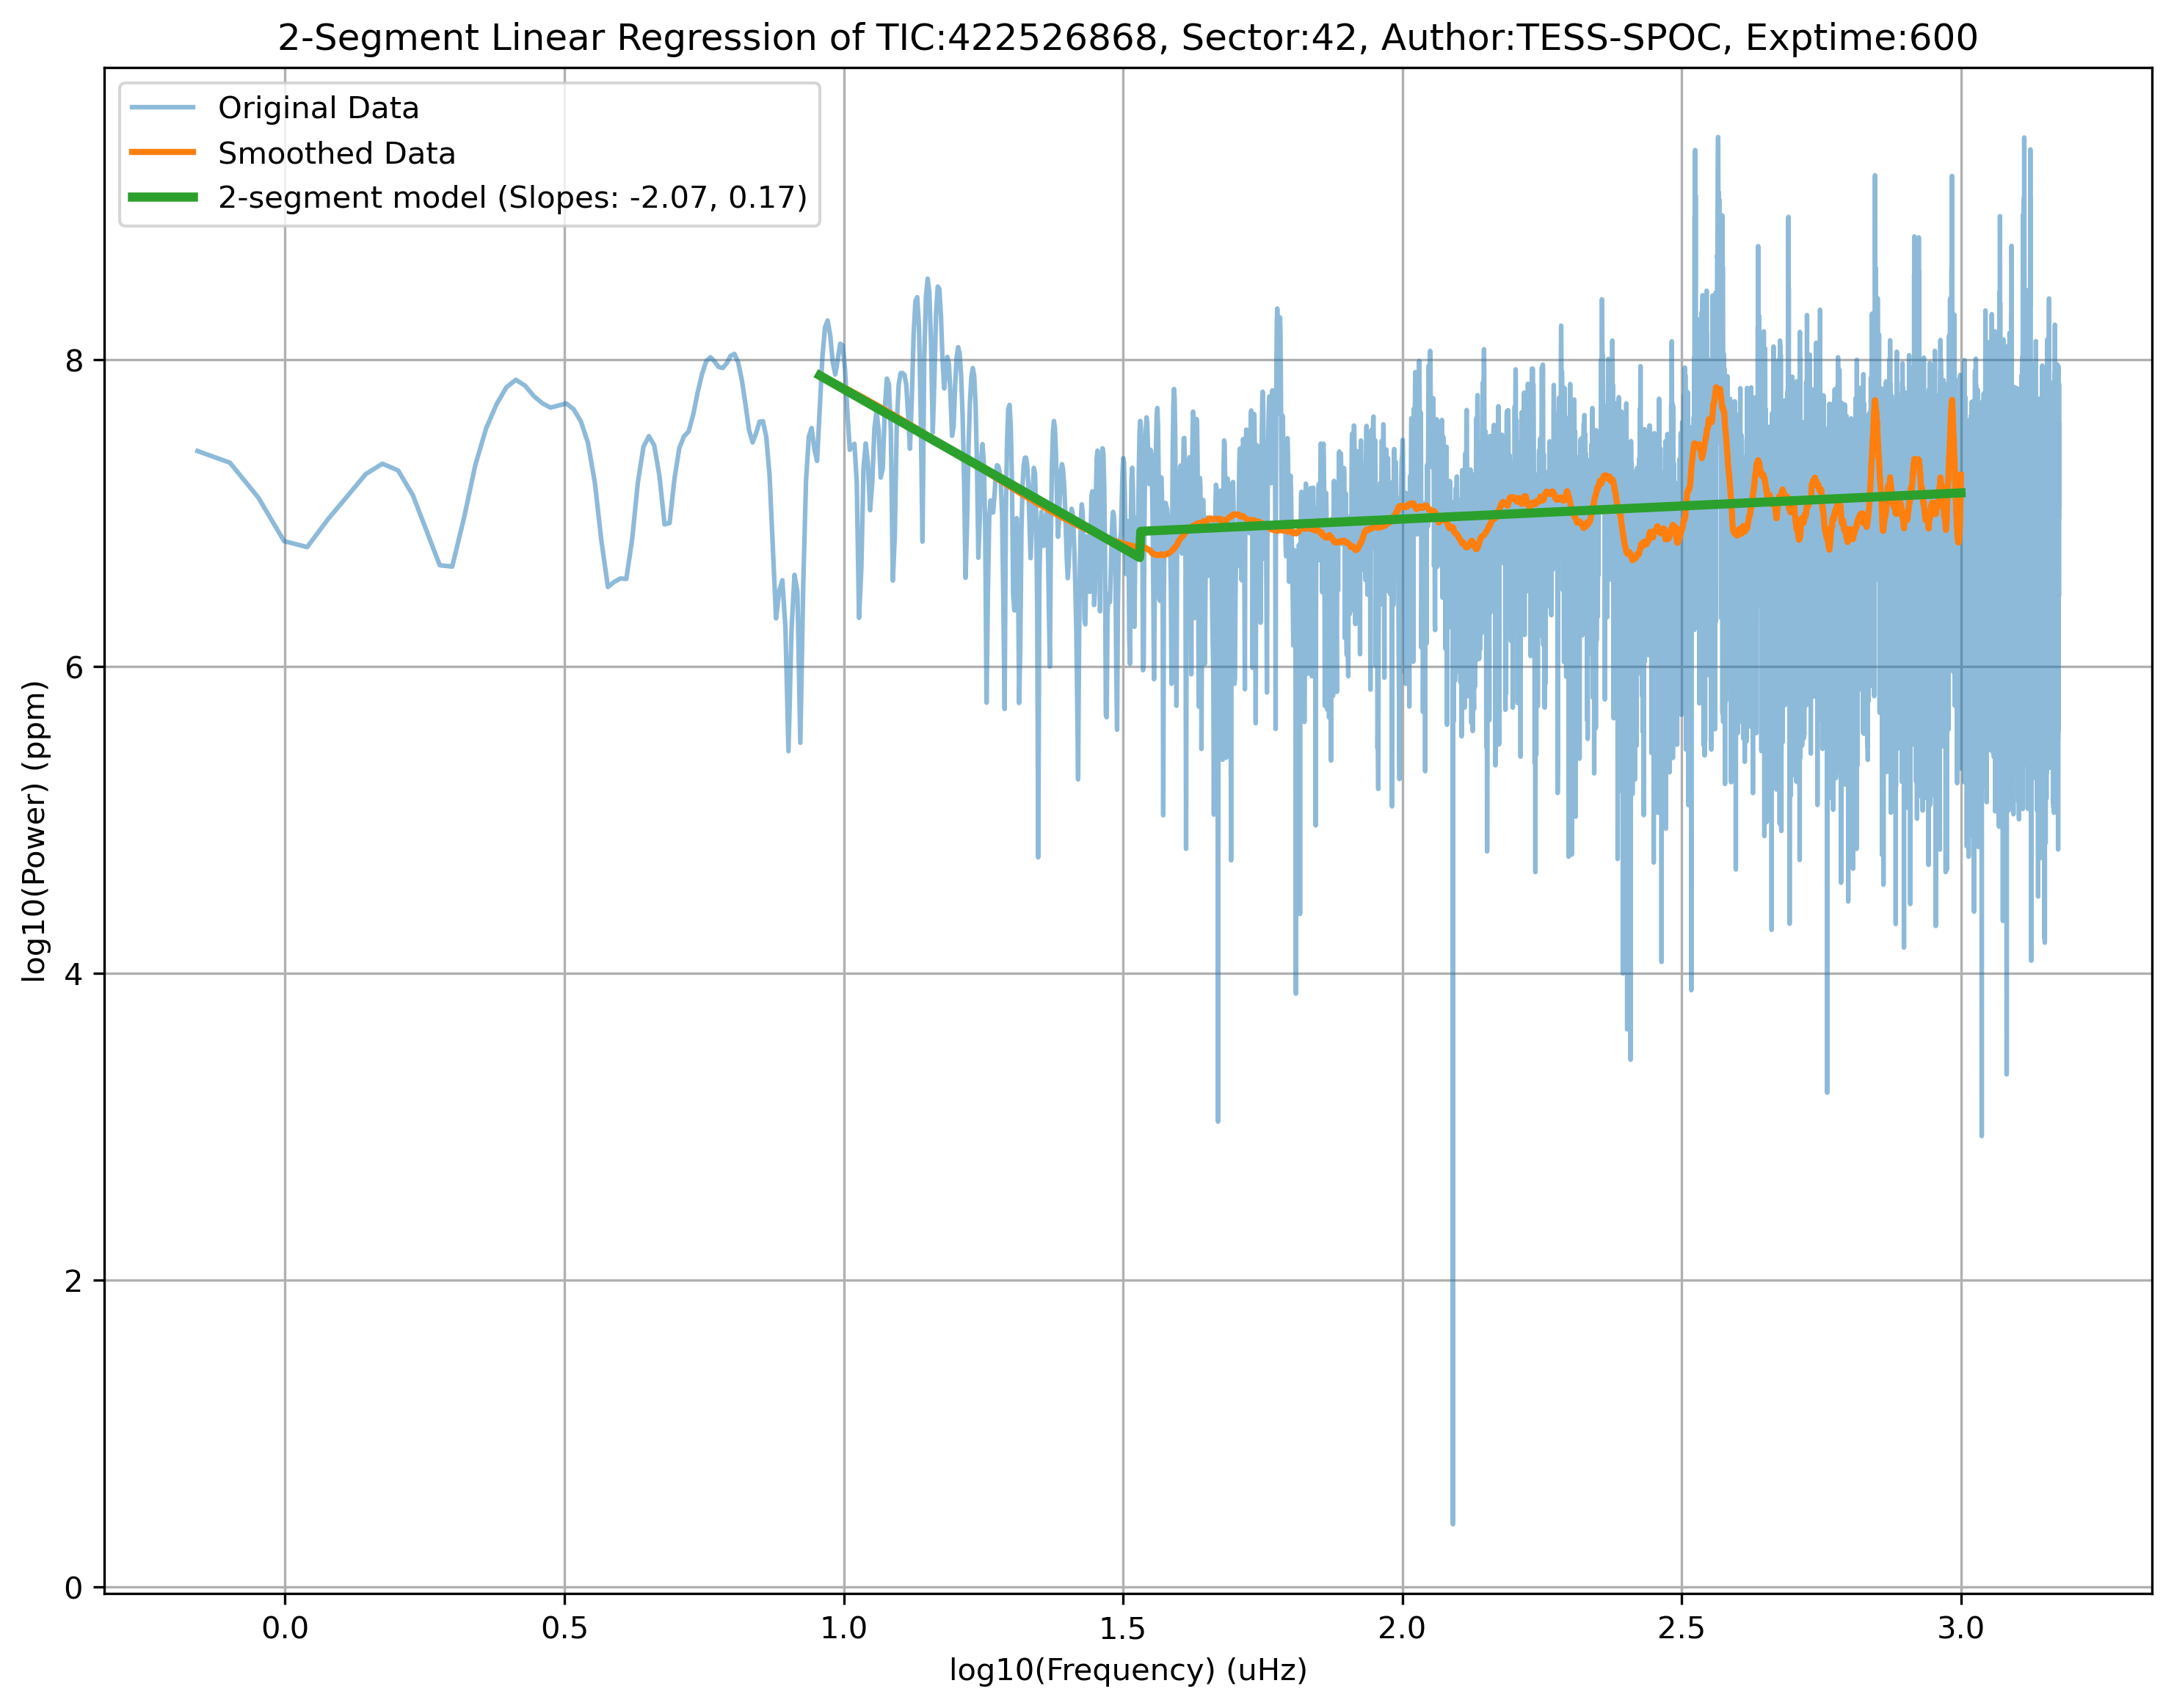 2-Segment Linear Regression of TIC:422526868, Sector:42, Author:TESS-SPOC, Exptime:600
Original Data
Smoothed Data
2-segment model (Slopes: -2.07, 0.17)
log10(Power) (ppm)
8
6
4
2
0
0.0 0.5 1.0 1.5 2.0 2.5 3.0
log10(Frequency) (uHz)